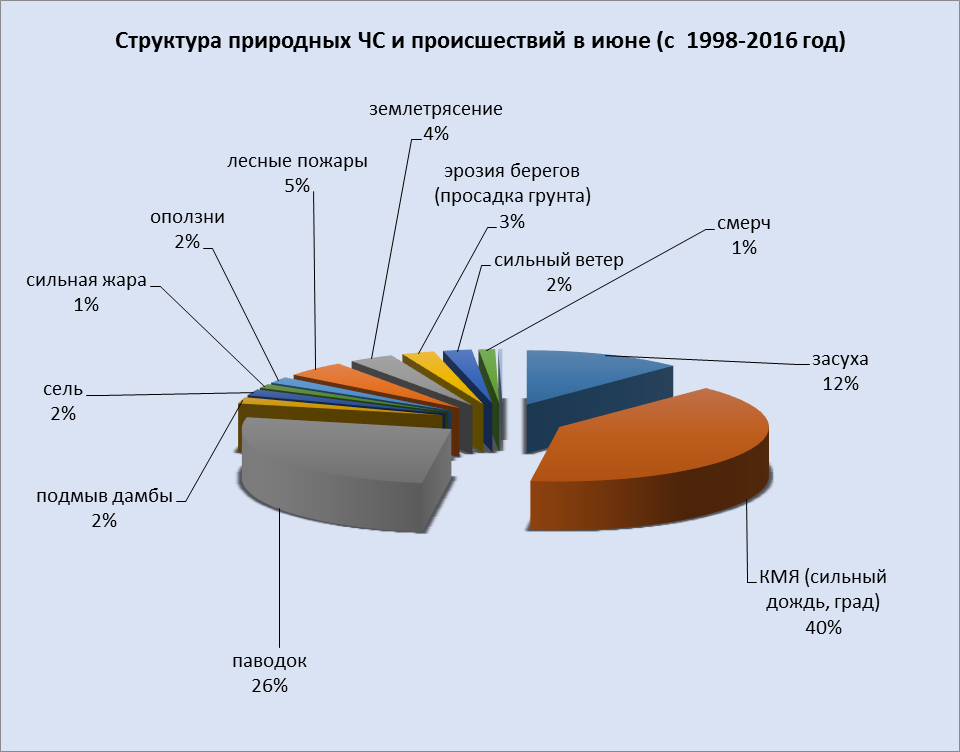 Структура природных ЧС и происшествий в июне (с  1998-2016 год)
землетрясение
4%
лесные пожары
5%
эрозия берегов
(просадка грунта)
3%
оползни
2%
смерч
1%
сильный ветер
2%
сильная жара
1%
засуха
12%
сель
2%
подмыв дамбы
2%
КМЯ (сильный
дождь, град)
40%
паводок
26%